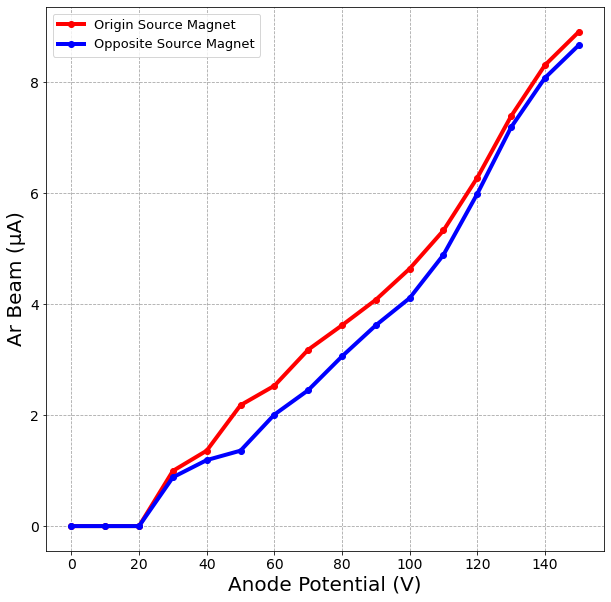 Origin Source Magnet
Opposite Source Magnet
8
6
4
2
0
Ar Beam (μA)
0 20 40 60 80 100 120 140
Anode Potential (V)